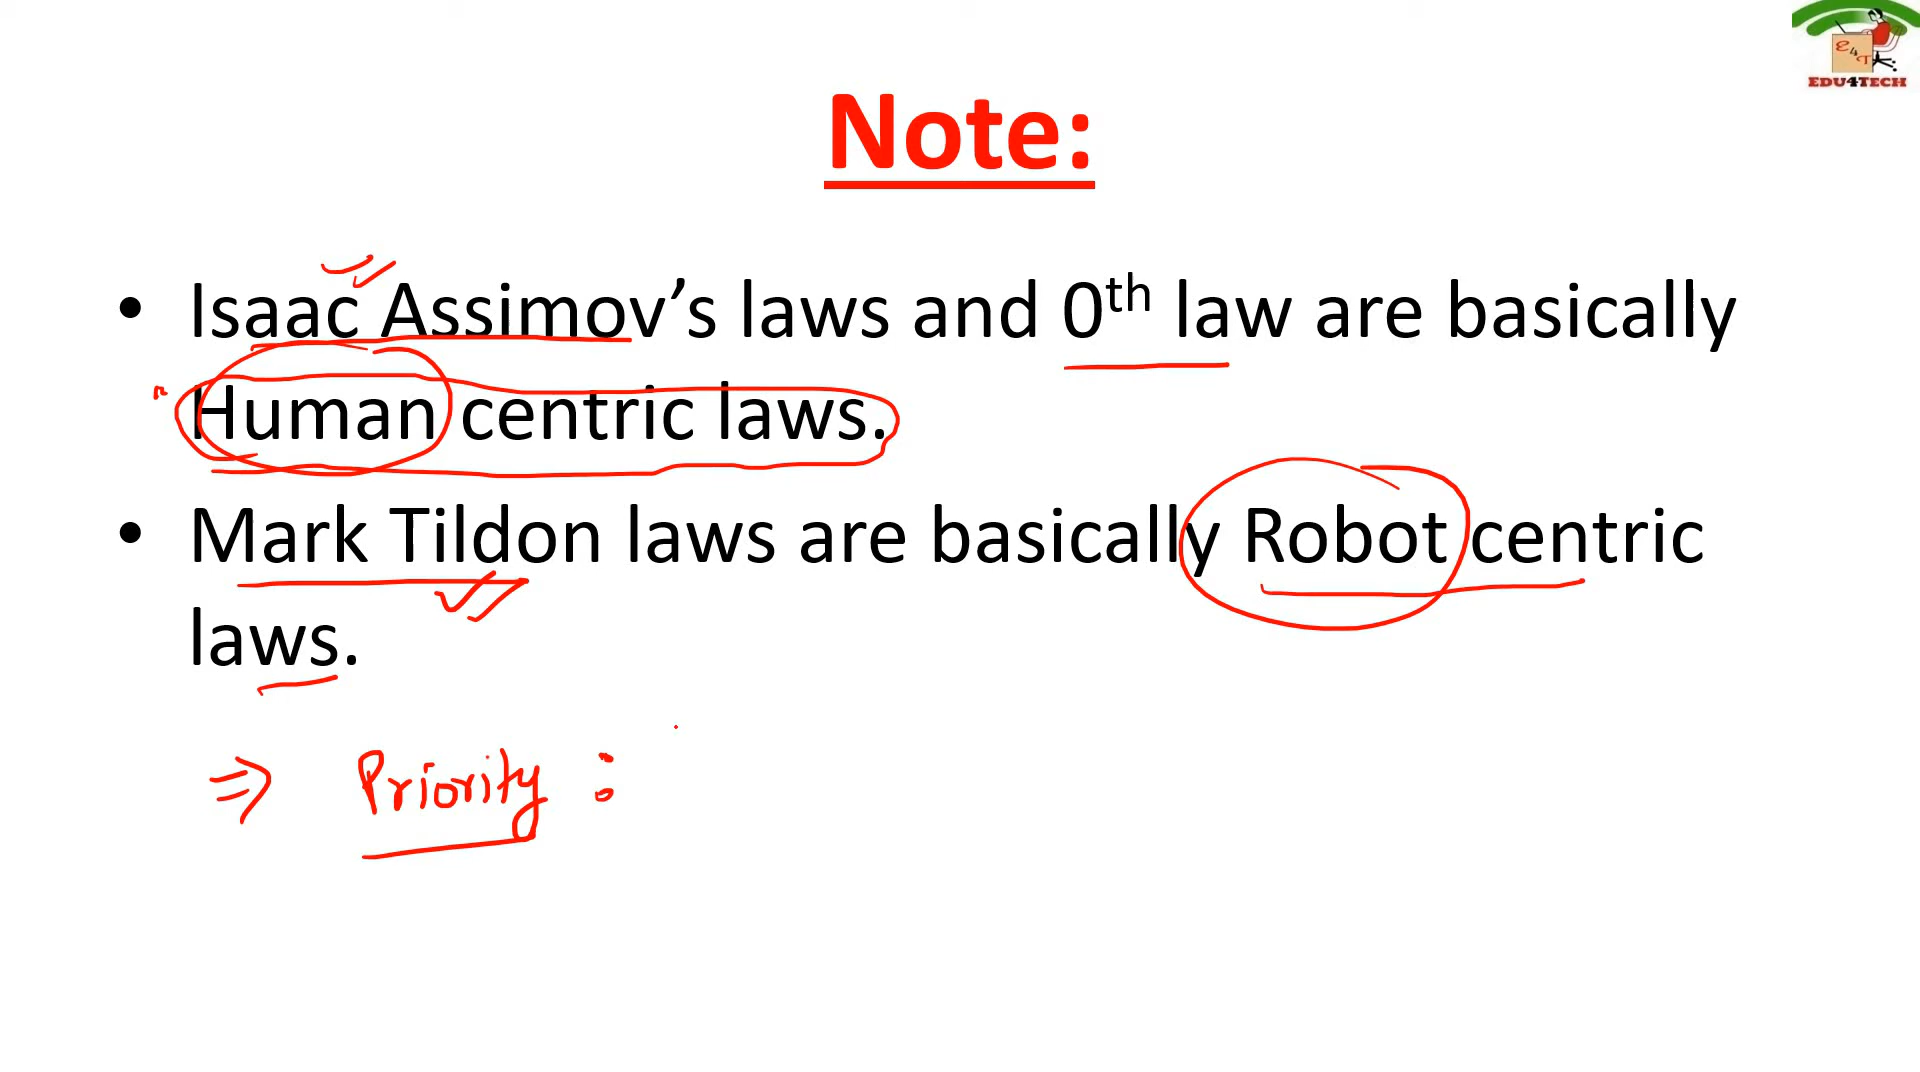 E4T
EDU4TECH
Note:
• Isaac Assimov’s laws and 0th law are basically
Human centric laws.
• Mark Tildon laws are basically Robot centric
laws.
⇒ Priority :